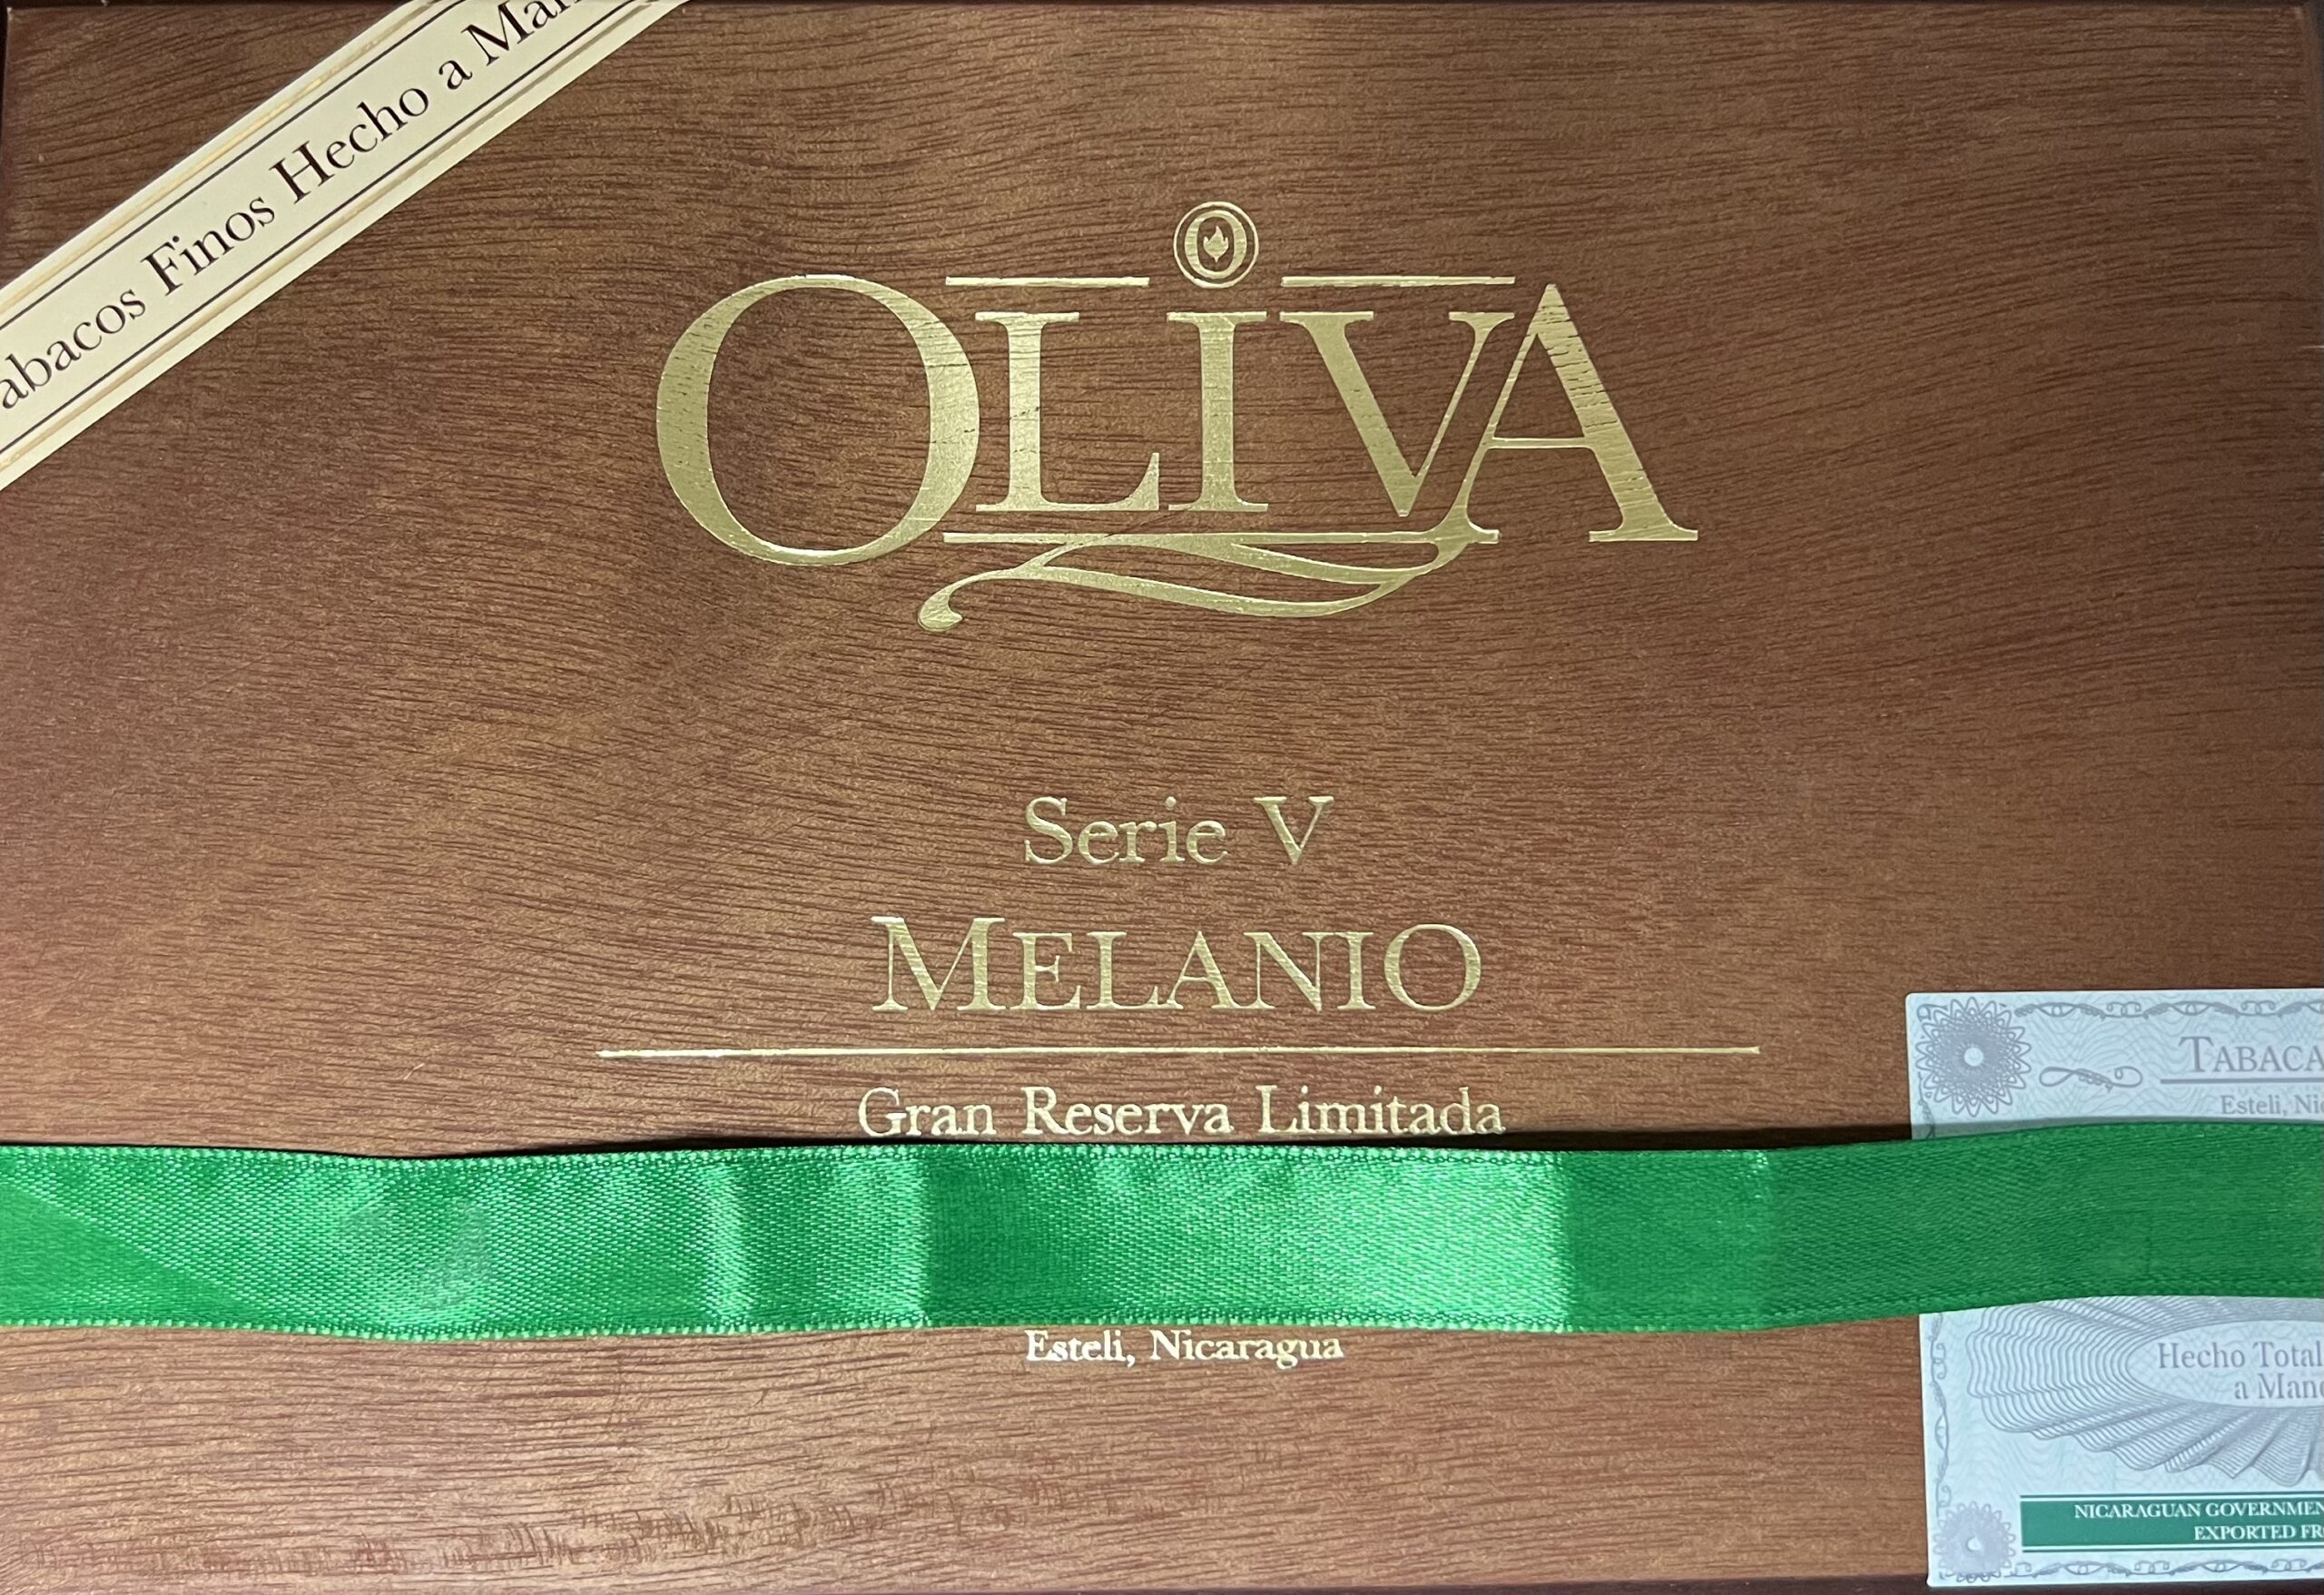 abacos Finos Hecho a Man
OLIVA
Serie V
MELANIO
Gran Reserva Limitada
Esteli, Nicaragua
TABACA
Esteli, Nic
Hecho Total
a Man
NICARAGUAN GOVERNMEN
EXPORTED FR